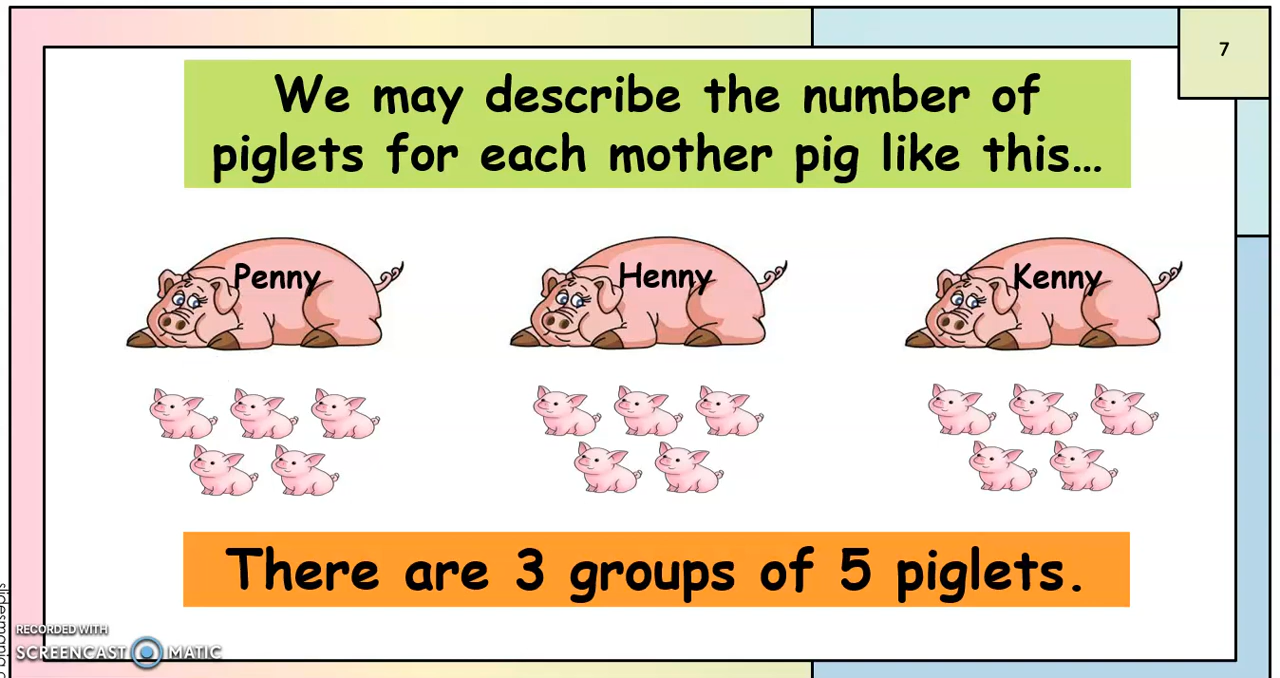 7
We may describe the number of
piglets for each mother pig like this...
Penny
Henny
Kenny
There are 3 groups of 5 piglets.
RECORDED WITH
SCREENCAST MATIC